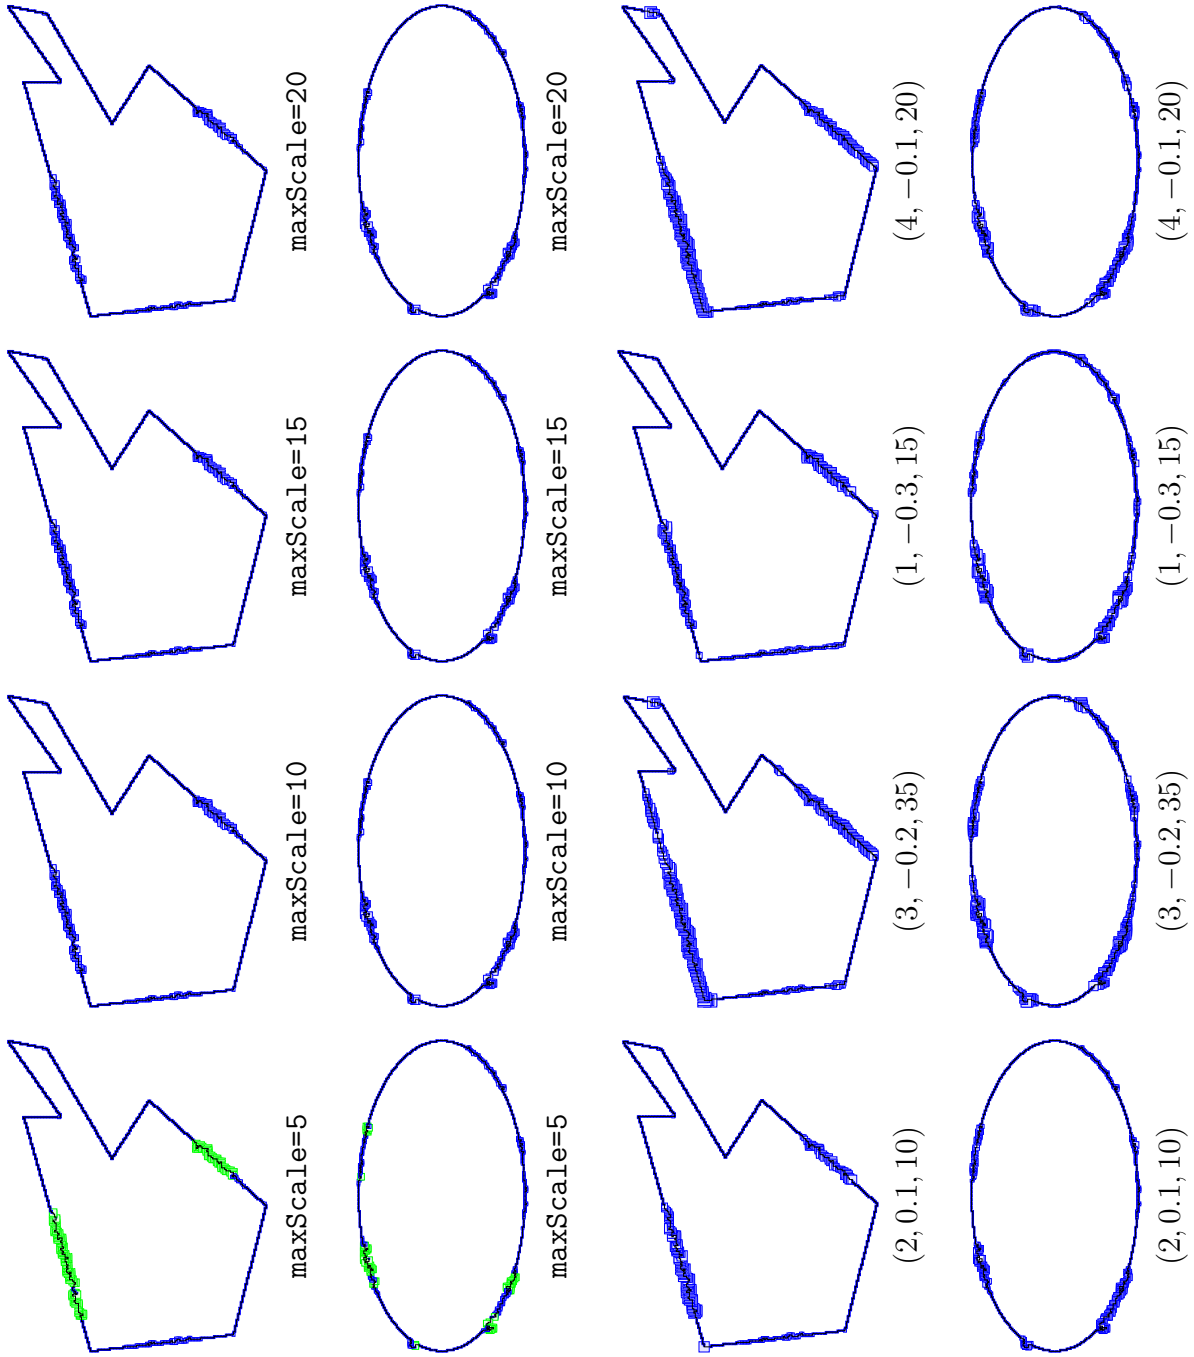 maxScale=5
maxScale=10
maxScale=15
maxScale=20
maxScale=5
maxScale=10
maxScale=15
maxScale=20
(2, 0.1, 10)
(3, −0.2, 35)
(1, −0.3, 15)
(4, −0.1, 20)
(2, 0.1, 10)
(3, −0.2, 35)
(1, −0.3, 15)
(4, −0.1, 20)